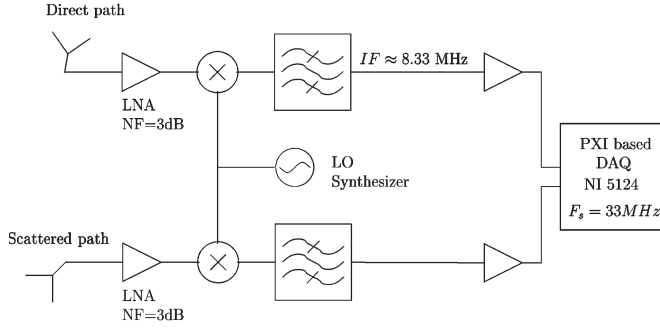 Direct path
IF ≈ 8.33 MHz
LNA
NF=3dB
PXI based
DAQ
NI 5124
F_s = 33MHz
LO
Synthesizer
Scattered path
LNA
NF=3dB